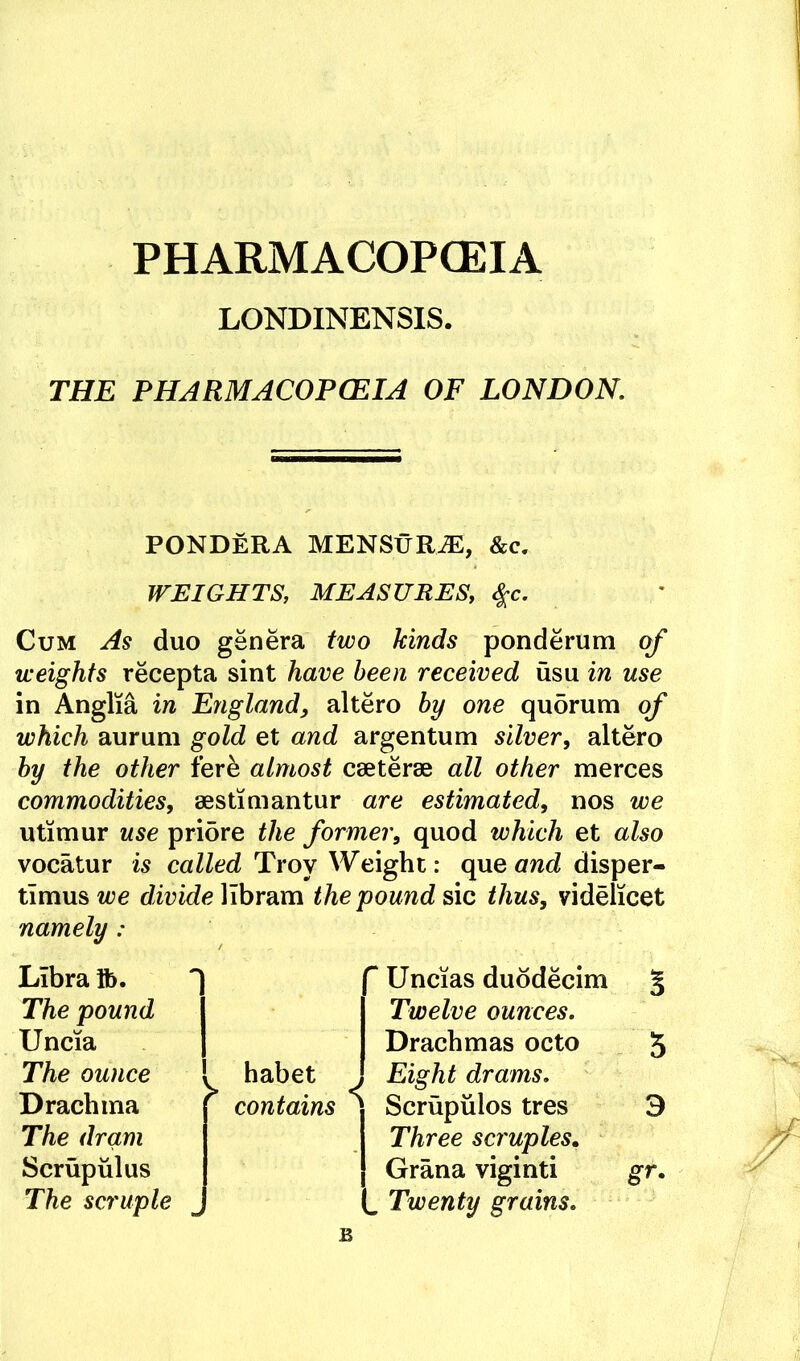 PHARMACOPŒIA
LONDINENSIS.
THE PHARMACOPŒIA OF LONDON.
PONDĔRA MENSŪRÆ, &c.
WEIGHTS, MEASURES, &c.
Cum As duo gĕnĕra two kinds pondĕrum of
weights rĕcepta sint have been received ūsu in use
in Anglĭâ in England, altĕro by one quōrum of
which aurum gold et and argentum silver, altĕro
by the other ferè almost cætĕræ all other merces
commodities, æstĭmantur are estimated, nos we
utĭmur use priōre the former, quod which et also
vocātur is called Troy Weight: que and disper-
tĭmus we divide lībram the pound sic thus, vidēlĭcet
namely :
Lībra ℔. } { Uncĭas duŏdĕcim ℥
The pound Twelve ounces.
Uncĭa Drachmas octo ʒ
The ounce habet Eight drams.
Drachma contains Scrūpŭlos tres ℈
The dram Three scruples.
Scrūpŭlus Grāna viginti gr.
The scruple Twenty grains.
B